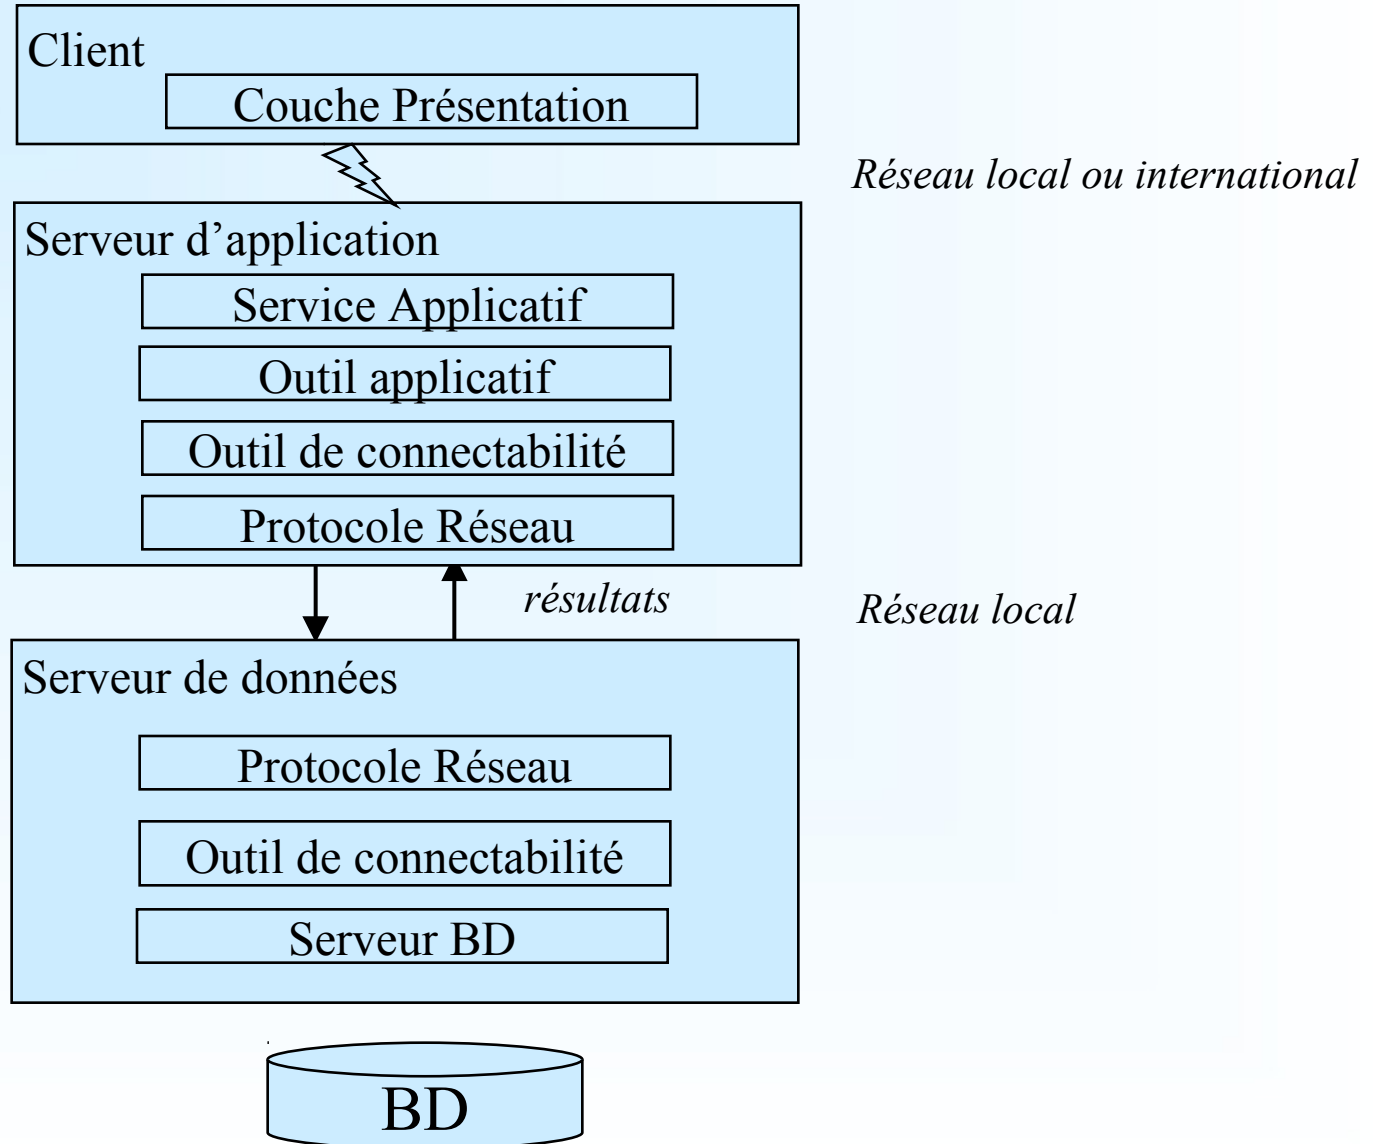 Client
Couche Présentation
Réseau local ou international
Serveur d’application
Service Applicatif
Outil applicatif
Outil de connectabilité
Protocole Réseau
résultats
Réseau local
Serveur de données
Protocole Réseau
Outil de connectabilité
Serveur BD
BD